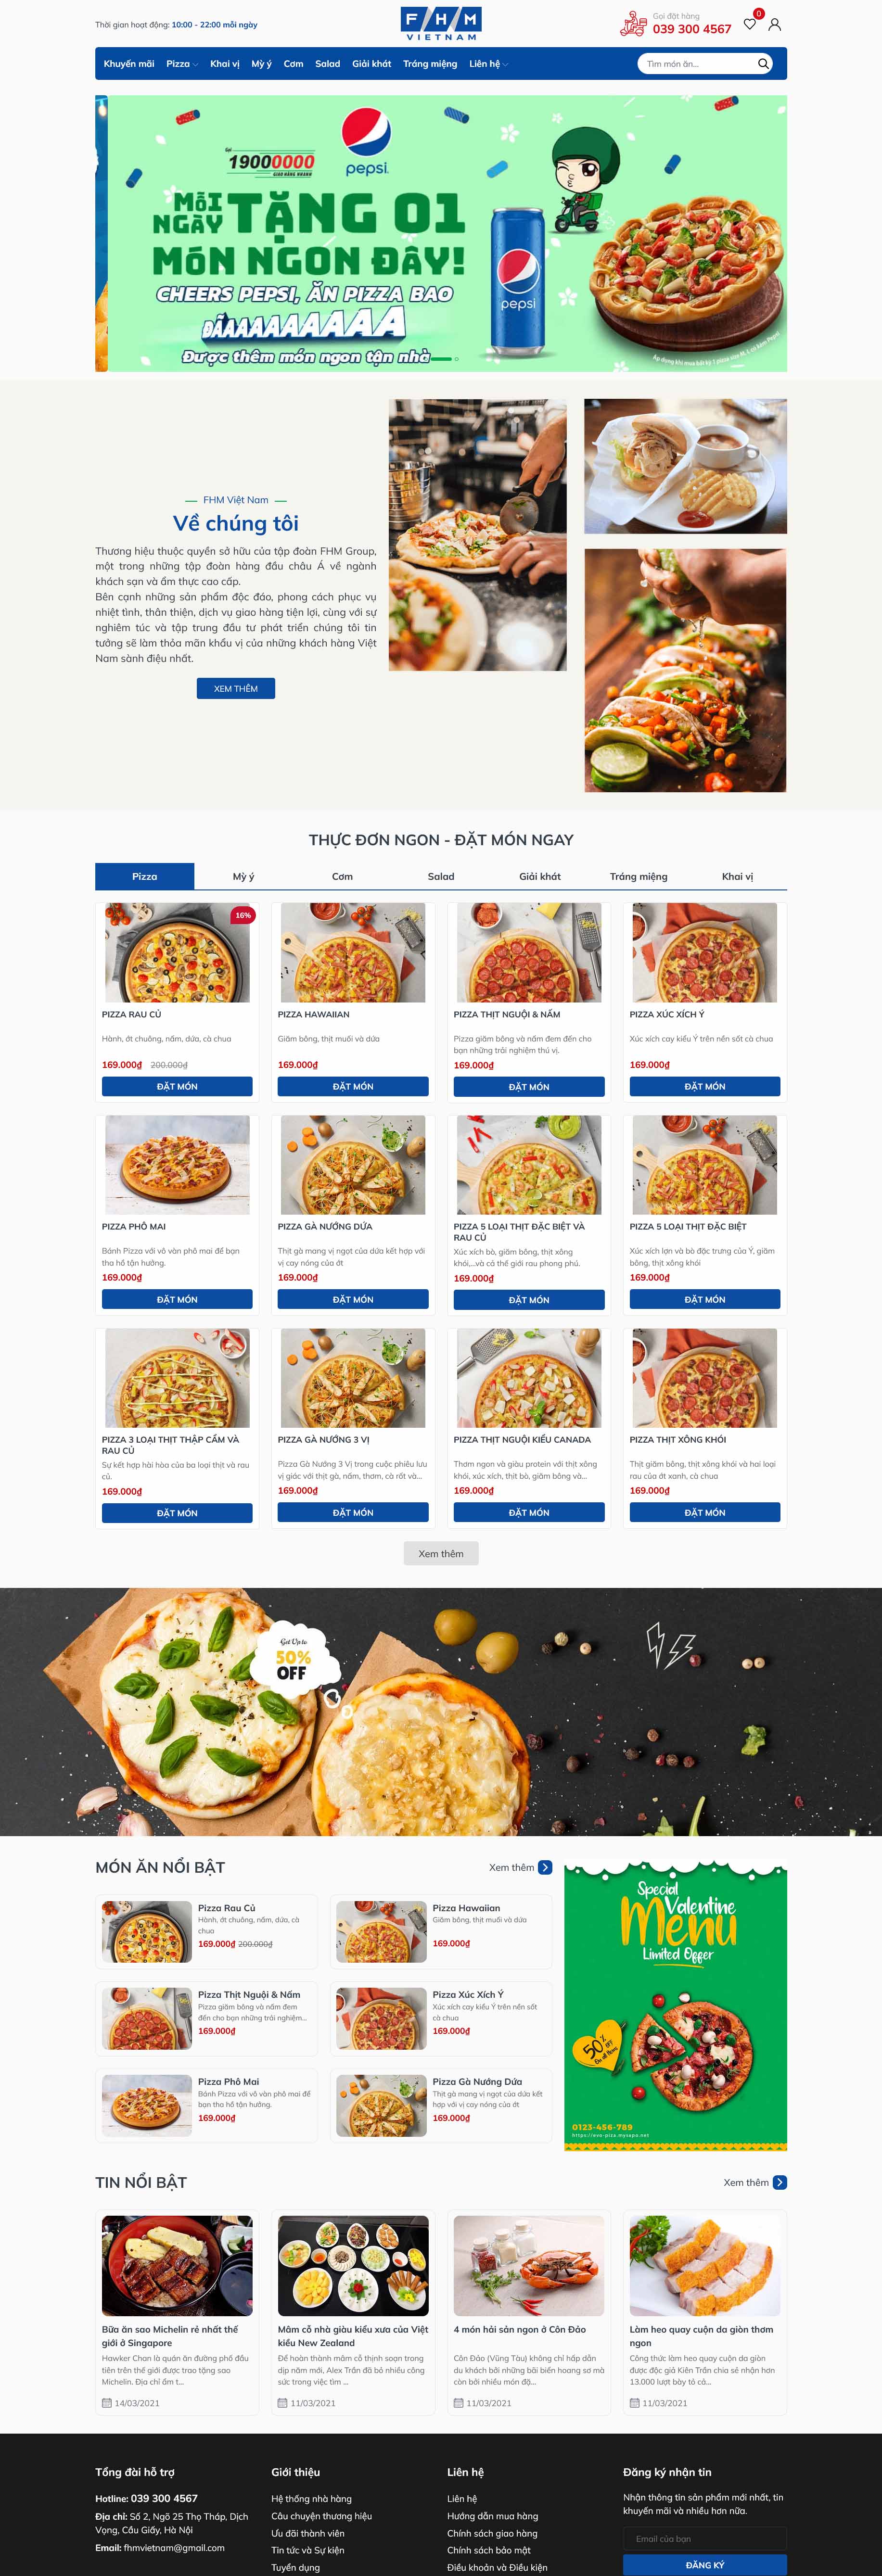 Thời gian hoạt động: 10:00 - 22:00 mỗi ngày
FHM
VIETNAM
Gọi đặt hàng
039 300 4567
0
Khuyến mãi
Pizza
Khai vị
Mỳ ý
Cơm
Salad
Giải khát
Tráng miệng
Liên hệ
Tìm món ăn...
Gọi
19000000
GIAO HÀNG NHANH
pepsi
MỖI NGÀY TẶNG 01
MÓN NGON ĐÂY!
CHEERS PEPSI, ĂN PIZZA BAO
ĐÃAAAAAAAAA
Được thêm món ngon tận nhà
pepsi
FHM Việt Nam
Về chúng tôi
Thương hiệu thuộc quyền sở hữu của tập đoàn FHM Group,
một trong những tập đoàn hàng đầu châu Á về ngành
khách sạn và ẩm thực cao cấp.
Bên cạnh những sản phẩm độc đáo, phong cách phục vụ
nhiệt tình, thân thiện, dịch vụ giao hàng tiện lợi, cùng với sự
nghiêm túc và tập trung đầu tư phát triển chúng tôi tin
tưởng sẽ làm thỏa mãn khẩu vị của những khách hàng Việt
Nam sành điệu nhất.
XEM THÊM
THỰC ĐƠN NGON - ĐẶT MÓN NGAY
Pizza
Mỳ ý
Cơm
Salad
Giải khát
Tráng miệng
Khai vị
16%
PIZZA RAU CỦ
Hành, ớt chuông, nấm, dứa, cà chua
169.000₫ 200.000₫
ĐẶT MÓN
PIZZA HAWAIIAN
Giăm bông, thịt muối và dứa
169.000₫
ĐẶT MÓN
PIZZA THỊT NGUỘI & NẤM
Pizza giăm bông và nấm đem đến cho
bạn những trải nghiệm thú vị.
169.000₫
ĐẶT MÓN
PIZZA XÚC XÍCH Ý
Xúc xích cay kiểu Ý trên nền sốt cà chua
169.000₫
ĐẶT MÓN
PIZZA PHÔ MAI
Bánh Pizza với vô vàn phô mai để bạn
tha hồ tận hưởng.
169.000₫
ĐẶT MÓN
PIZZA GÀ NƯỚNG DỨA
Thịt gà mang vị ngọt của dứa kết hợp với
vị cay nóng của ớt
169.000₫
ĐẶT MÓN
PIZZA 5 LOẠI THỊT ĐẶC BIỆT VÀ
RAU CỦ
Xúc xích bò, giăm bông, thịt xông
khói,...và cả thế giới rau phong phú.
169.000₫
ĐẶT MÓN
PIZZA 5 LOẠI THỊT ĐẶC BIỆT
Xúc xích lợn và bò đặc trưng của Ý, giăm
bông, thịt xông khói
169.000₫
ĐẶT MÓN
PIZZA 3 LOẠI THỊT THẬP CẨM VÀ
RAU CỦ
Sự kết hợp hài hòa của ba loại thịt và rau
củ.
169.000₫
ĐẶT MÓN
PIZZA GÀ NƯỚNG 3 VỊ
Pizza Gà Nướng 3 Vị trong cuộc phiêu lưu
vị giác với thịt gà, nấm, thơm, cà rốt và...
169.000₫
ĐẶT MÓN
PIZZA THỊT NGUỘI KIỂU CANADA
Thơm ngon và giàu protein với thịt xông
khói, xúc xích, thịt bò, giăm bông và...
169.000₫
ĐẶT MÓN
PIZZA THỊT XÔNG KHÓI
Thịt giăm bông, thịt xông khói và hai loại
rau của ớt xanh, cà chua
169.000₫
ĐẶT MÓN
Xem thêm
Get Up to
50%
OFF
MÓN ĂN NỔI BẬT
Xem thêm
Pizza Rau Củ
Hành, ớt chuông, nấm, dứa, cà
chua
169.000₫ 200.000₫
Pizza Hawaiian
Giăm bông, thịt muối và dứa
169.000₫
Pizza Thịt Nguội & Nấm
Pizza giăm bông và nấm đem
đến cho bạn những trải nghiệm...
169.000₫
Pizza Xúc Xích Ý
Xúc xích cay kiểu Ý trên nền sốt
cà chua
169.000₫
Pizza Phô Mai
Bánh Pizza với vô vàn phô mai để
bạn tha hồ tận hưởng.
169.000₫
Pizza Gà Nướng Dứa
Thịt gà mang vị ngọt của dứa kết
hợp với vị cay nóng của ớt
169.000₫
Special
Valentine
Menu
Limited Offer
50%
0123-456-789
https://evo-piza.mysapo.net
TIN NỔI BẬT
Xem thêm
Bữa ăn sao Michelin rẻ nhất thế
giới ở Singapore
Hawker Chan là quán ăn đường phố đầu
tiên trên thế giới được trao tặng sao
Michelin. Địa chỉ ẩm t...
14/03/2021
Mâm cỗ nhà giàu kiểu xưa của Việt
kiều New Zealand
Để hoàn thành mâm cỗ thịnh soạn trong
dịp năm mới, Alex Trần đã bỏ nhiều công
sức trong việc tìm ...
11/03/2021
4 món hải sản ngon ở Côn Đảo
Côn Đảo (Vũng Tàu) không chỉ hấp dẫn
du khách bởi những bãi biển hoang sơ mà
còn bởi nhiều món độ...
11/03/2021
Làm heo quay cuộn da giòn thơm
ngon
Công thức làm heo quay cuộn da giòn
được độc giả Kiên Trần chia sẻ nhận hơn
13.000 lượt bày tỏ cả...
11/03/2021
Tổng đài hỗ trợ
Hotline: 039 300 4567
Địa chỉ: Số 2, Ngõ 25 Thọ Tháp, Dịch
Vọng, Cầu Giấy, Hà Nội
Email: fhmvietnam@gmail.com
Giới thiệu
Hệ thống nhà hàng
Câu chuyện thương hiệu
Ưu đãi thành viên
Tin tức và Sự kiện
Tuyển dụng
Liên hệ
Liên hệ
Hướng dẫn mua hàng
Chính sách giao hàng
Chính sách bảo mật
Điều khoản và Điều kiện
Đăng ký nhận tin
Nhận thông tin sản phẩm mới nhất, tin
khuyến mãi và nhiều hơn nữa.
Email của bạn
ĐĂNG KÝ